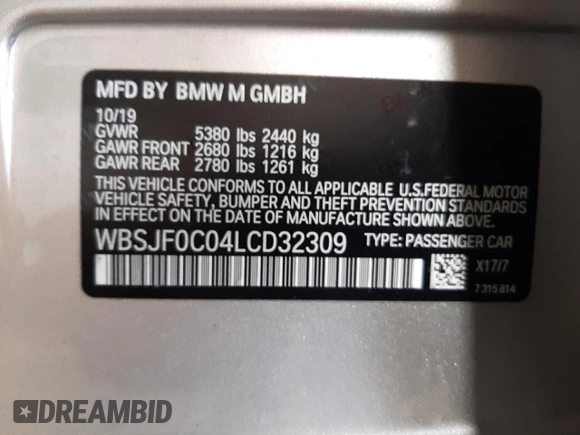 MFD BY BMW M GMBH
10/19
GVWR 5380 lbs 2440 kg
GAWR FRONT 2680 lbs 1216 kg
GAWR REAR 2780 lbs 1261 kg
THIS VEHICLE CONFORMS TO ALL APPLICABLE U.S.FEDERAL MOTOR
VEHICLE SAFETY, BUMPER AND THEFT PREVENTION STANDARDS
IN EFFECT ON THE DATE OF MANUFACTURE SHOWN ABOVE.
WBSJF0C04LCD32309 TYPE: PASSENGER CAR
X17/7
7 315 814
DREAMBID